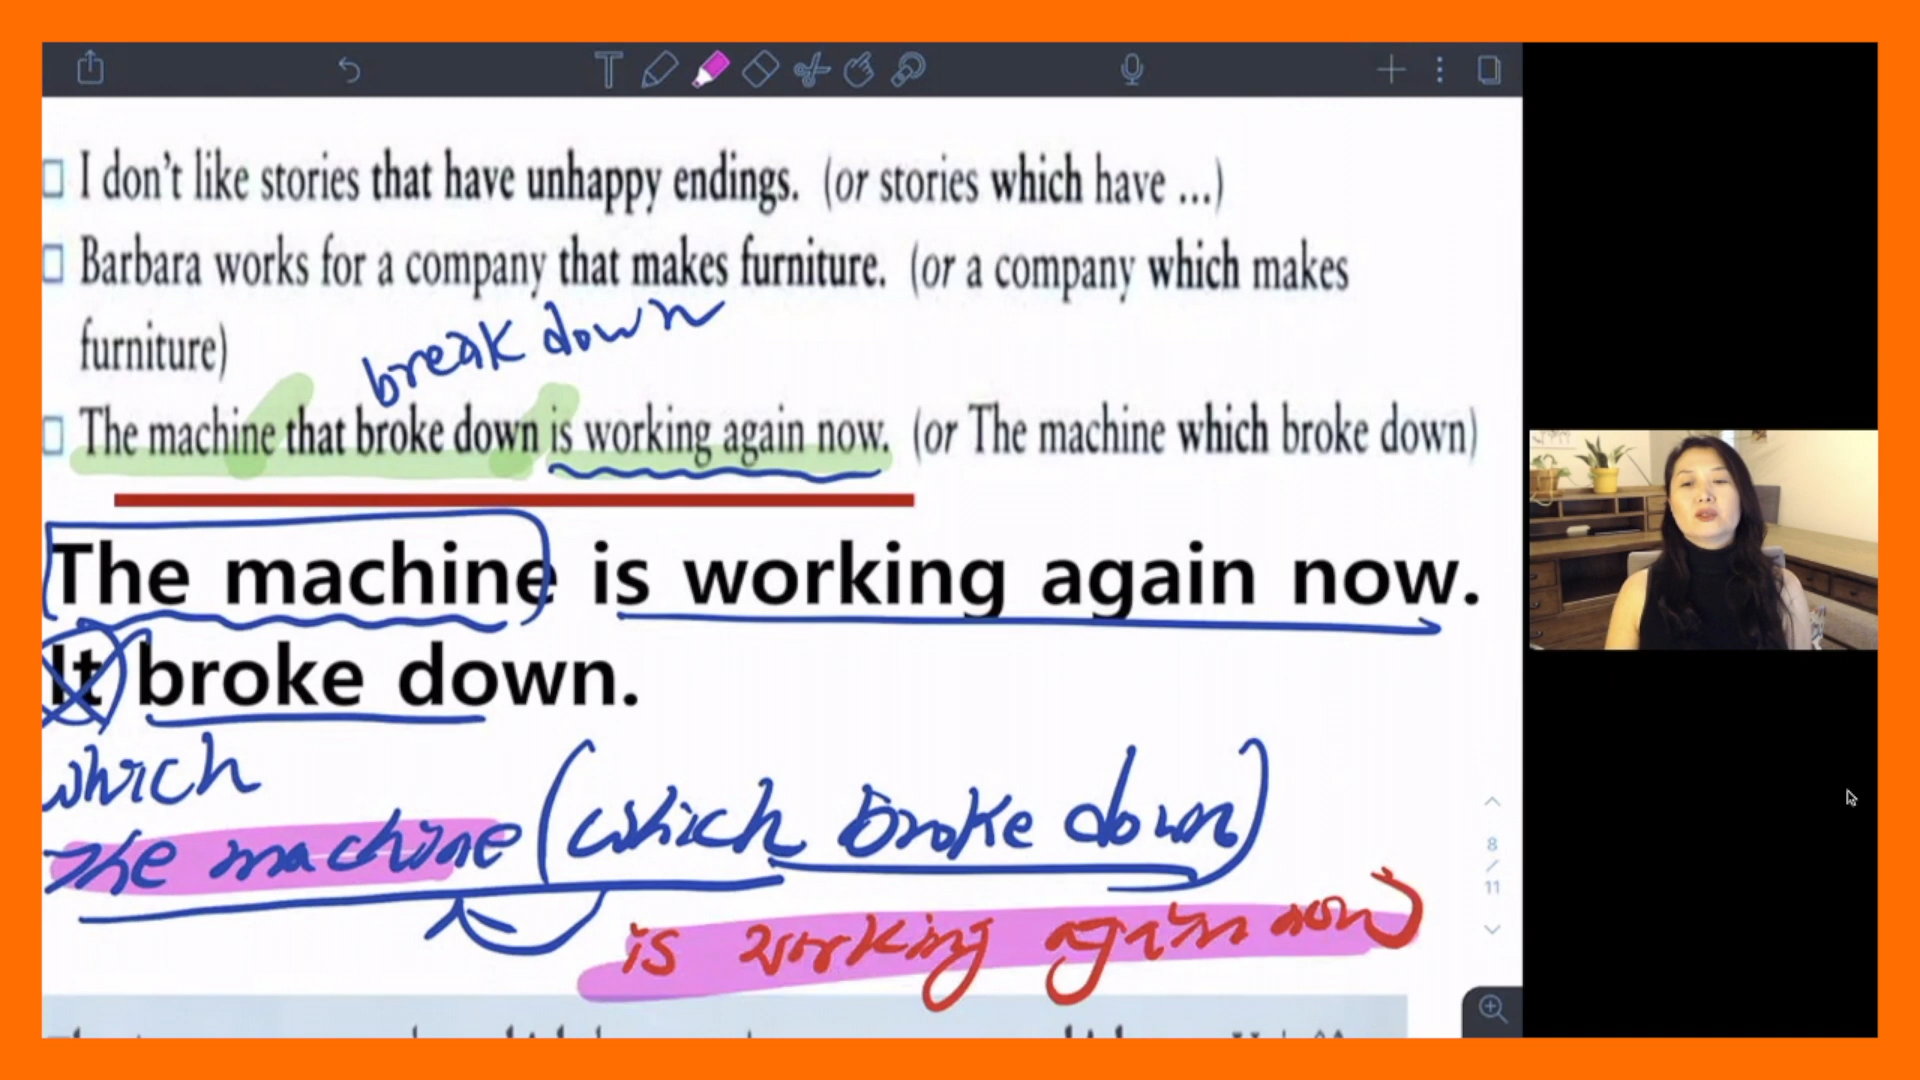 I don't like stories that have unhappy endings. (or stories which have ...)
Barbara works for a company that makes furniture. (or a company which makes
furniture)
break down
The machine that broke down is working again now. (or The machine which broke down)
The machine is working again now.
It broke down.
which
The machine (which broke down)
is working again now
8
/
11